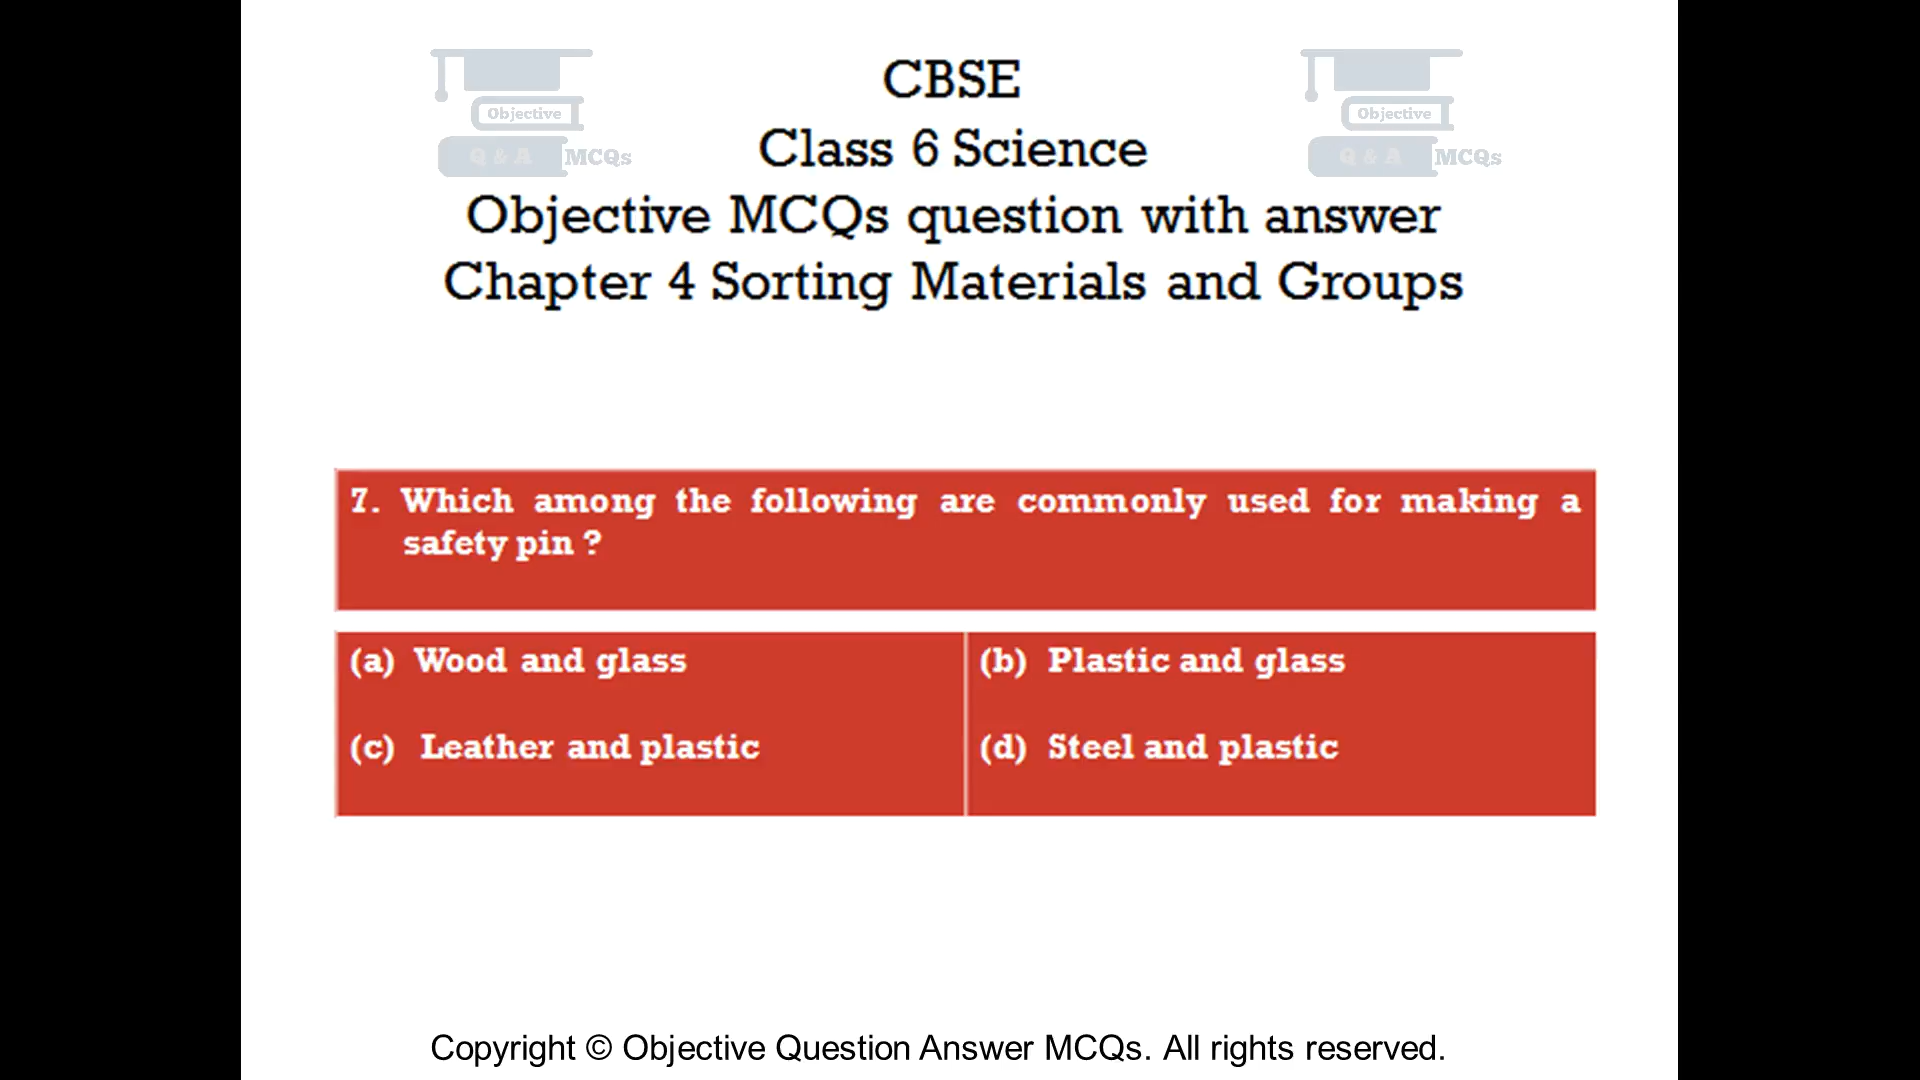 CBSE
Class 6 Science
Objective MCQs question with answer
Chapter 4 Sorting Materials and Groups
Objective
Q & A MCQs
Objective
Q & A MCQs
7. Which among the following are commonly used for making a
safety pin ?
(a) Wood and glass
(b) Plastic and glass
(c) Leather and plastic
(d) Steel and plastic
Copyright © Objective Question Answer MCQs. All rights reserved.